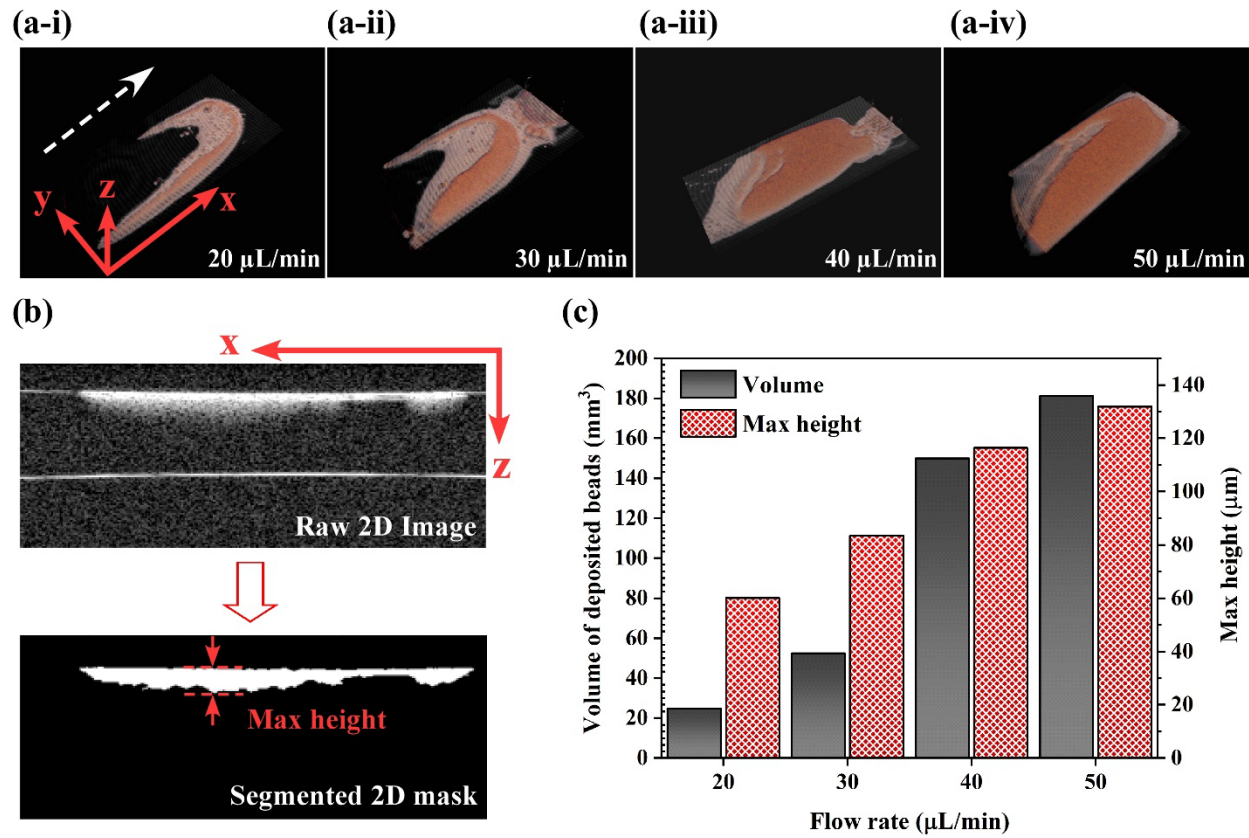 (a-i)
(a-ii)
(a-iii)
(a-iv)
y
z
x
20 µL/min
30 µL/min
40 µL/min
50 µL/min
(b)
x
z
Raw 2D Image
Max height
Segmented 2D mask
(c)
Volume of deposited beads (mm³)
200
180
160
140
120
100
80
60
40
20
0
Volume
Max height
140
120
100
80
60
40
20
0
Max height (µm)
20
30
40
50
Flow rate (µL/min)